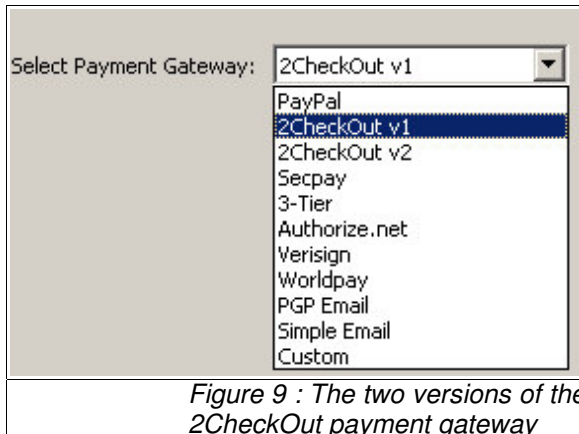 Select Payment Gateway: 2CheckOut v1
PayPal
2CheckOut v1
2CheckOut v2
Secpay
3-Tier
Authorize.net
Verisign
Worldpay
PGP Email
Simple Email
Custom
Figure 9 : The two versions of the
2CheckOut payment gateway